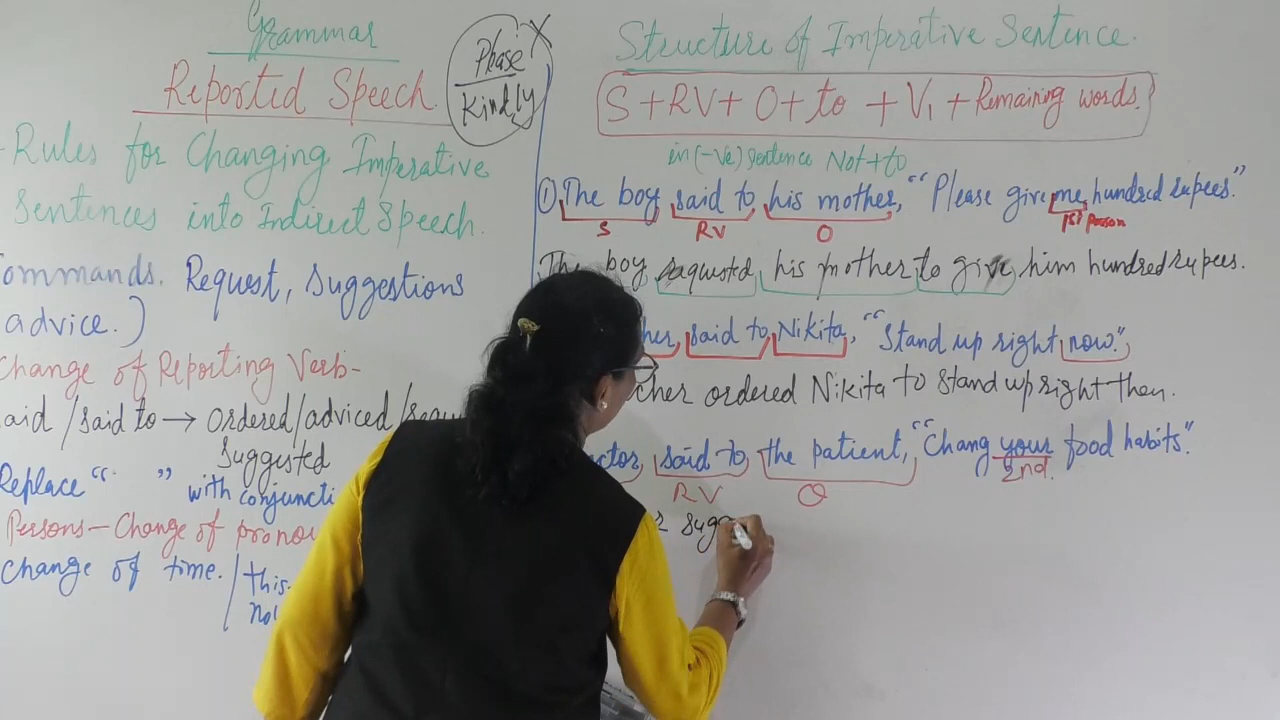 Grammar
Reported Speech
Phase
Kindly
Rules for Changing Imperative
Sentences into Indirect Speech.
Commands. Request, Suggestions
advice.)
Change of Reporting Verb-
said / said to → ordered/adviced/requ
Suggested
Replace “ ” with conjuncti
Persons - Change of pronou
change of time. / this.
Structure of Imperative Sentence.
S + RV + O + to + V1 + Remaining words.
in (-ve) sentence Not + to
① The boy said to his mother, “Please give me hundred rupees.”
S RV O 1st Person
The boy requested his mother to give him hundred rupees.
her said to Nikita, “Stand up right now.”
cher ordered Nikita to stand up right then.
ctor, said to the patient, “Chang your food habits”.
RV O 2nd.
r sugg